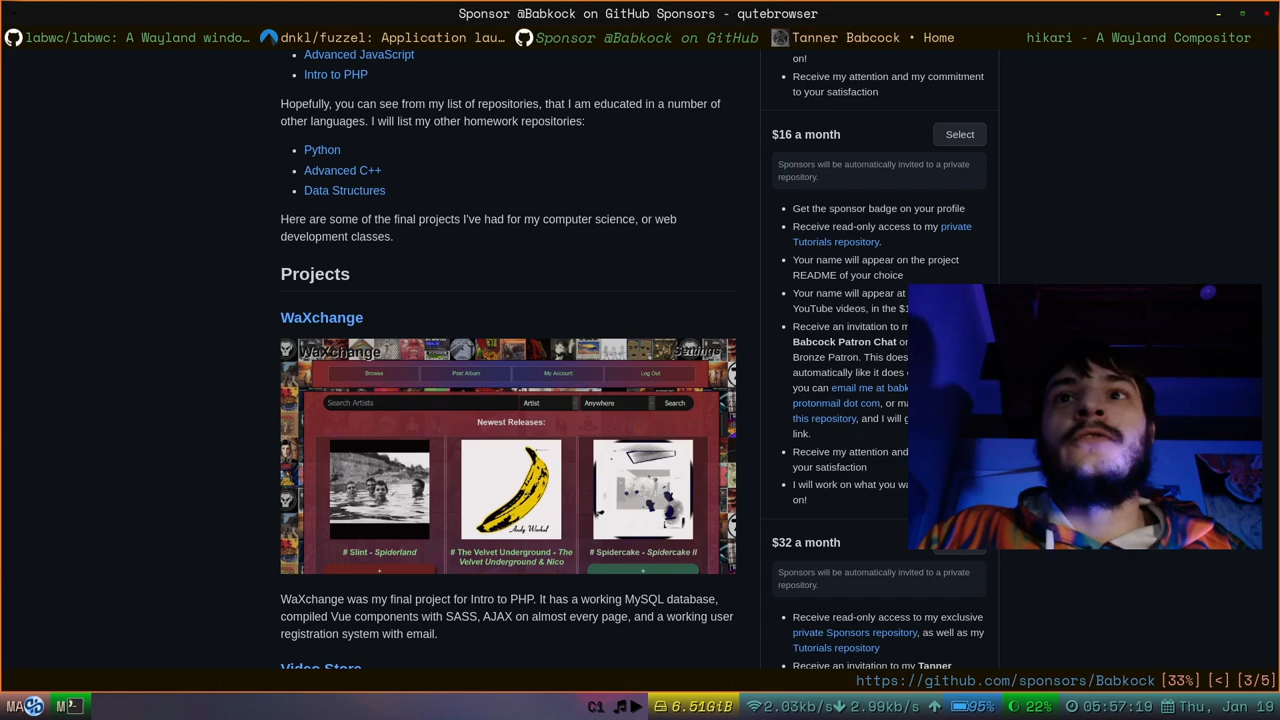 Sponsor @Babkock on GitHub Sponsors - qutebrowser
labwc/labwc: A Wayland windo…
dnkl/fuzzel: Application lau…
Sponsor @Babkock on GitHub
Tanner Babcock • Home
hikari - A Wayland Compositor
Advanced JavaScript
Intro to PHP
Hopefully, you can see from my list of repositories, that I am educated in a number of
other languages. I will list my other homework repositories:
Python
Advanced C++
Data Structures
Here are some of the final projects I've had for my computer science, or web
development classes.
Projects
WaXchange
WaXchange
Settings
Browse
Post Album
My Account
Log Out
Search Artists
Artist
Anywhere
Search
Newest Releases:
Andy Warhol
# Slint - Spiderland
# The Velvet Underground - The
Velvet Underground & Nico
# Spidercake - Spidercake II
+
+
WaXchange was my final project for Intro to PHP. It has a working MySQL database,
compiled Vue components with SASS, AJAX on almost every page, and a working user
registration system with email.
Video Store
on!
Receive my attention and my commitment
to your satisfaction
$16 a month
Select
Sponsors will be automatically invited to a private
repository.
Get the sponsor badge on your profile
Receive read-only access to my private
Tutorials repository.
Your name will appear on the project
README of your choice
Your name will appear at
YouTube videos, in the $1
Receive an invitation to m
Babcock Patron Chat or
Bronze Patron. This does
automatically like it does
you can email me at babk
protonmail dot com, or ma
this repository, and I will g
link.
Receive my attention and
your satisfaction
I will work on what you wa
on!
$32 a month
Sponsors will be automatically invited to a private
repository.
Receive read-only access to my exclusive
private Sponsors repository, as well as my
Tutorials repository
Receive an invitation to my Tanner
https://github.com/sponsors/Babkock [33%] [<] [3/5]
MA
M
6.51GiB
2.03kb/s
2.99kb/s
95%
22%
05:57:19
Thu, Jan 19